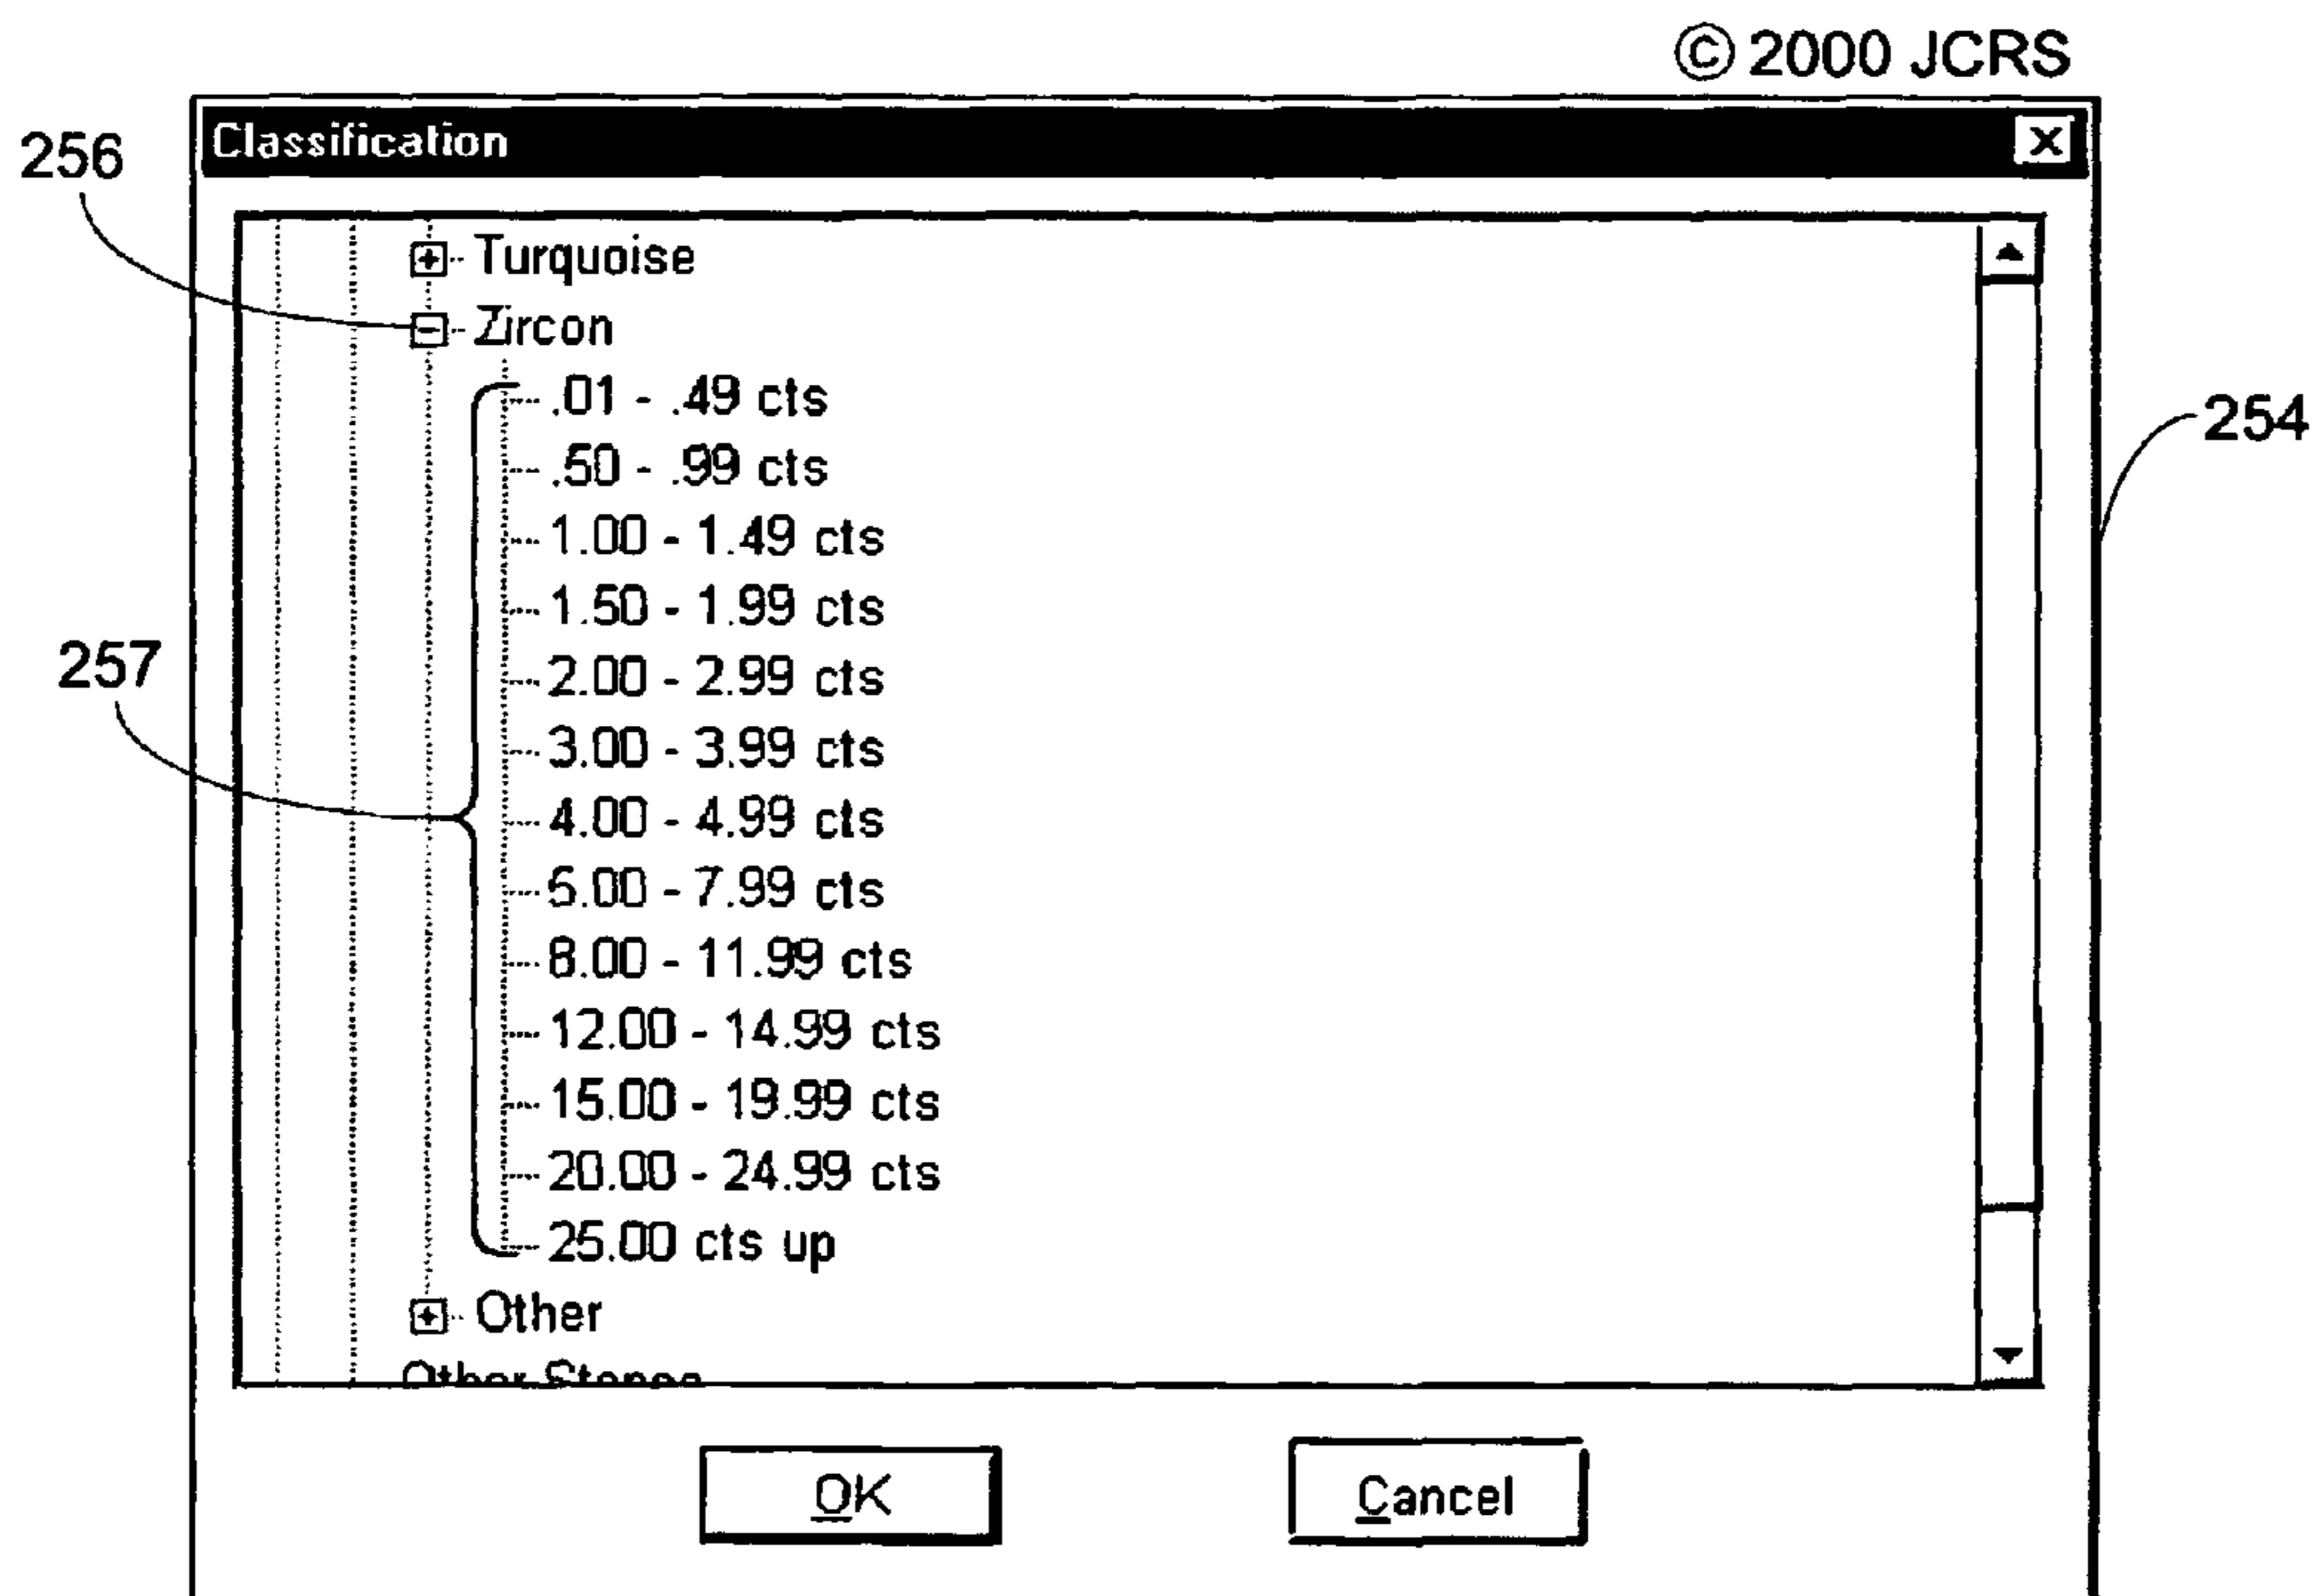 © 2000 JCRS
Classification
256
Turquoise
Zircon
.01 - .49 cts
.50 - .99 cts
254
1.00 - 1.49 cts
1.50 - 1.99 cts
257
2.00 - 2.99 cts
3.00 - 3.99 cts
4.00 - 4.99 cts
5.00 - 7.99 cts
8.00 - 11.99 cts
12.00 - 14.99 cts
15.00 - 19.99 cts
20.00 - 24.99 cts
25.00 cts up
Other
Other Stones
OK
Cancel